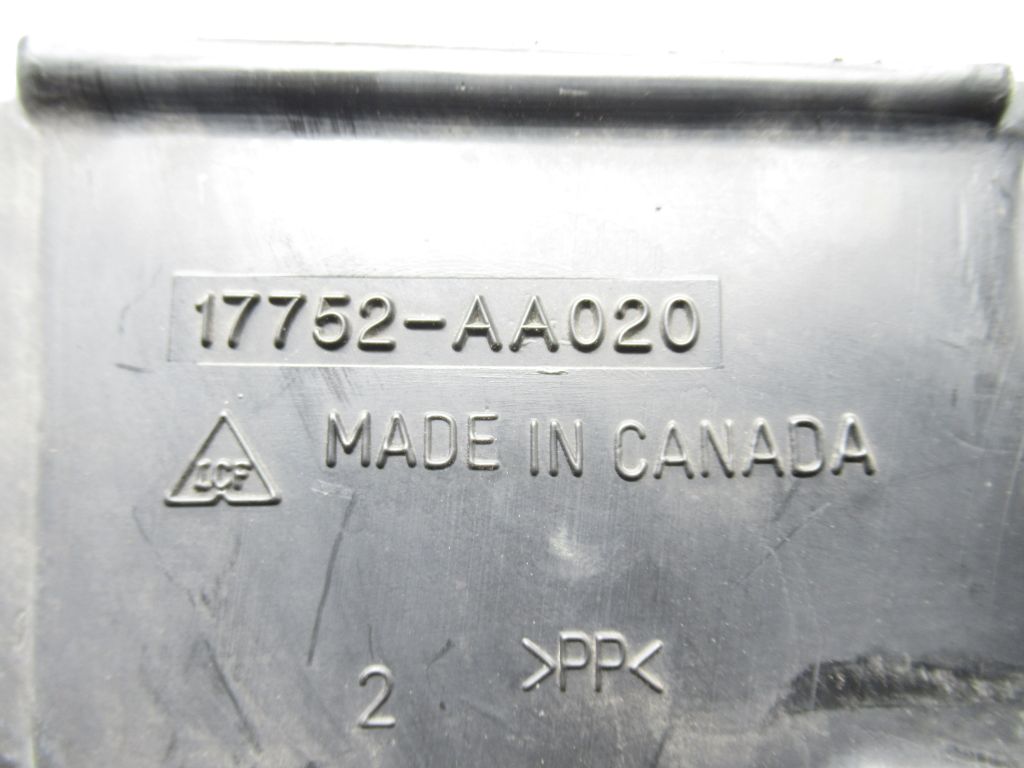 17752-AA020
ICF MADE IN CANADA
>PP<
2